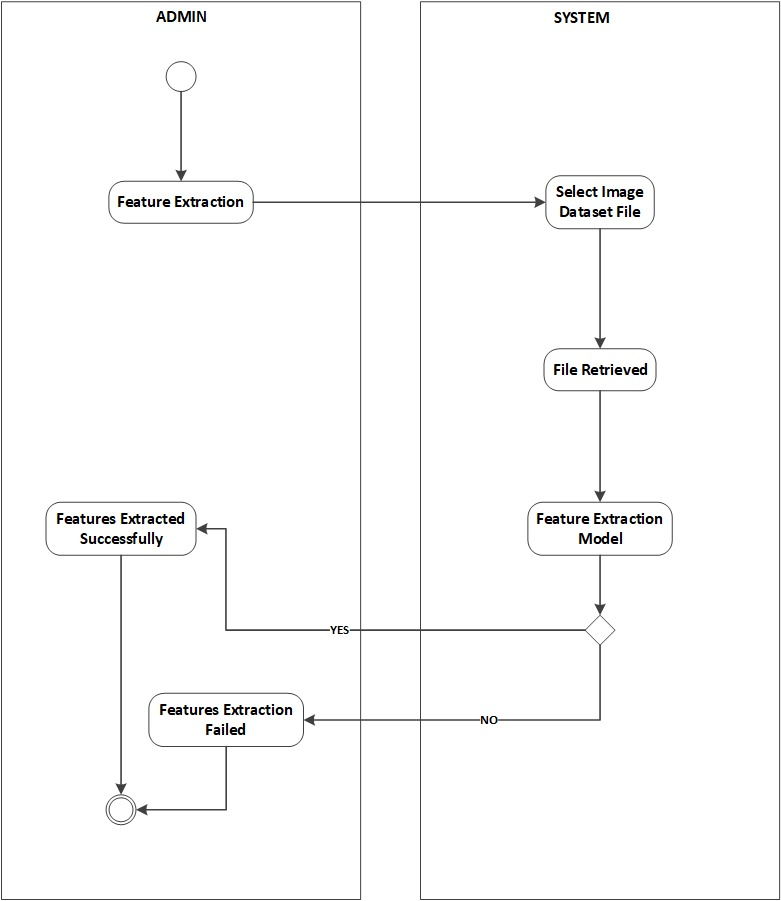 ADMIN
SYSTEM
Feature Extraction
Select Image
Dataset File
File Retrieved
Features Extracted
Successfully
Feature Extraction
Model
YES
Features Extraction
Failed
NO